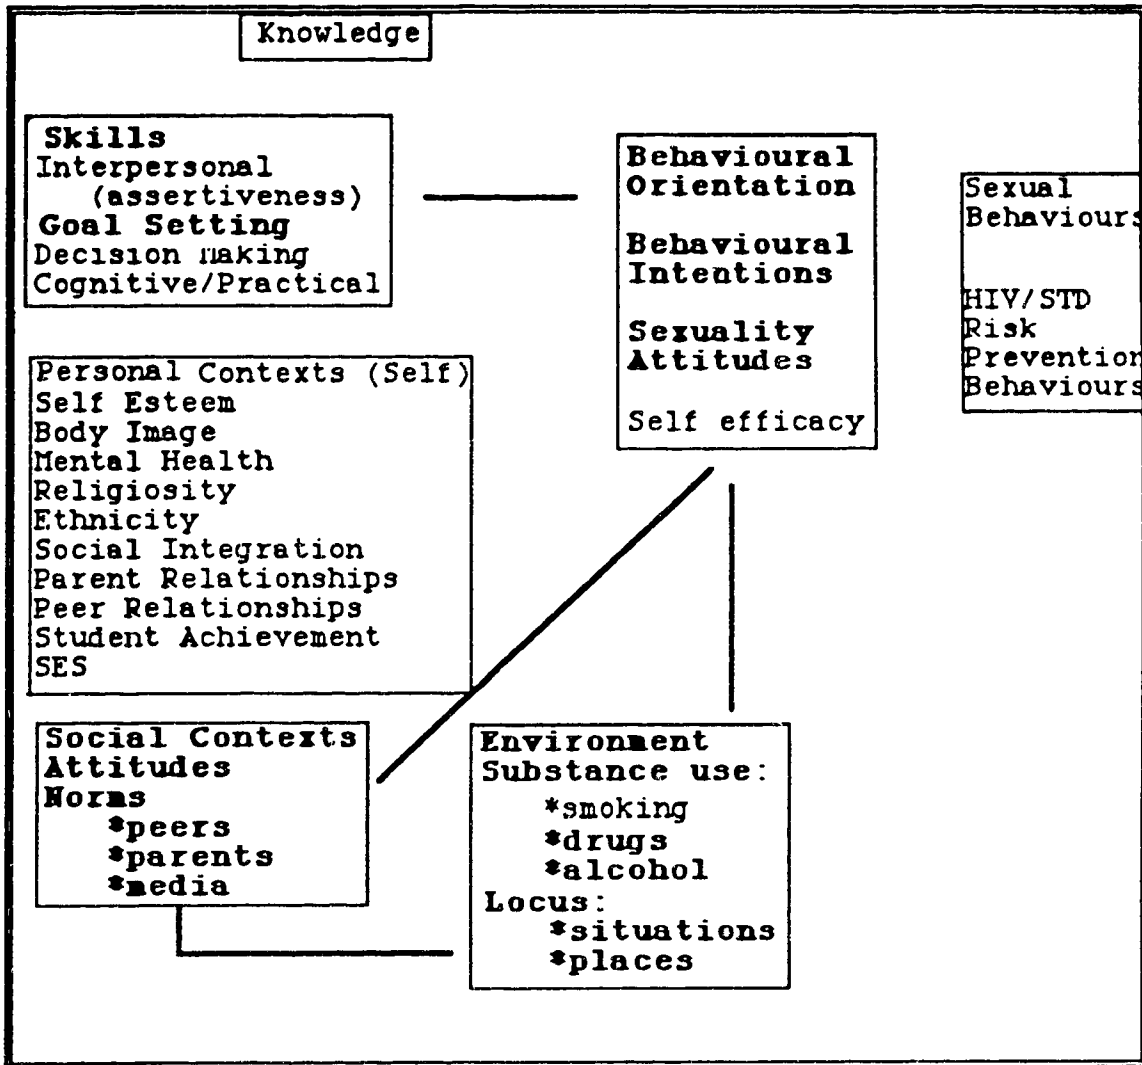 Knowledge
Skills
Interpersonal
(assertiveness)
Goal Setting
Decision making
Cognitive/Practical
Behavioural
Orientation
Behavioural
Intentions
Sexuality
Attitudes
Self efficacy
Sexual
Behaviours
HIV/STD
Risk
Prevention
Behaviours
Personal Contexts (Self)
Self Esteem
Body Image
Mental Health
Religiosity
Ethnicity
Social Integration
Parent Relationships
Peer Relationships
Student Achievement
SES
Social Contexts
Attitudes
Norms
*peers
*parents
*media
Environment
Substance use:
*smoking
*drugs
*alcohol
Locus:
*situations
*places